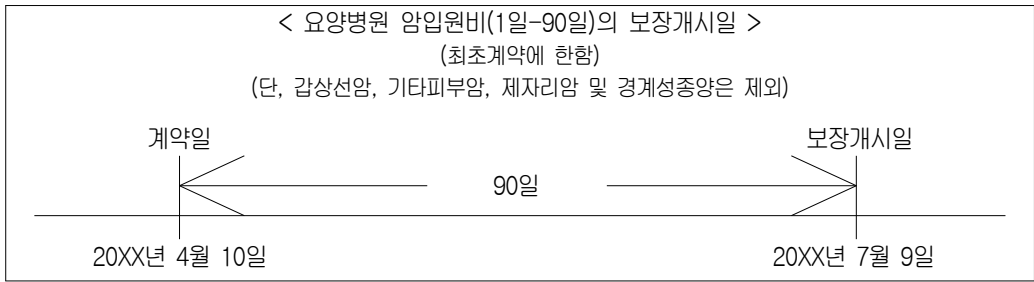 < 요양병원 암입원비(1일-90일)의 보장개시일 >
(최초계약에 한함)
(단, 갑상선암, 기타피부암, 제자리암 및 경계성종양은 제외)
계약일 보장개시일
90일
20XX년 4월 10일 20XX년 7월 9일